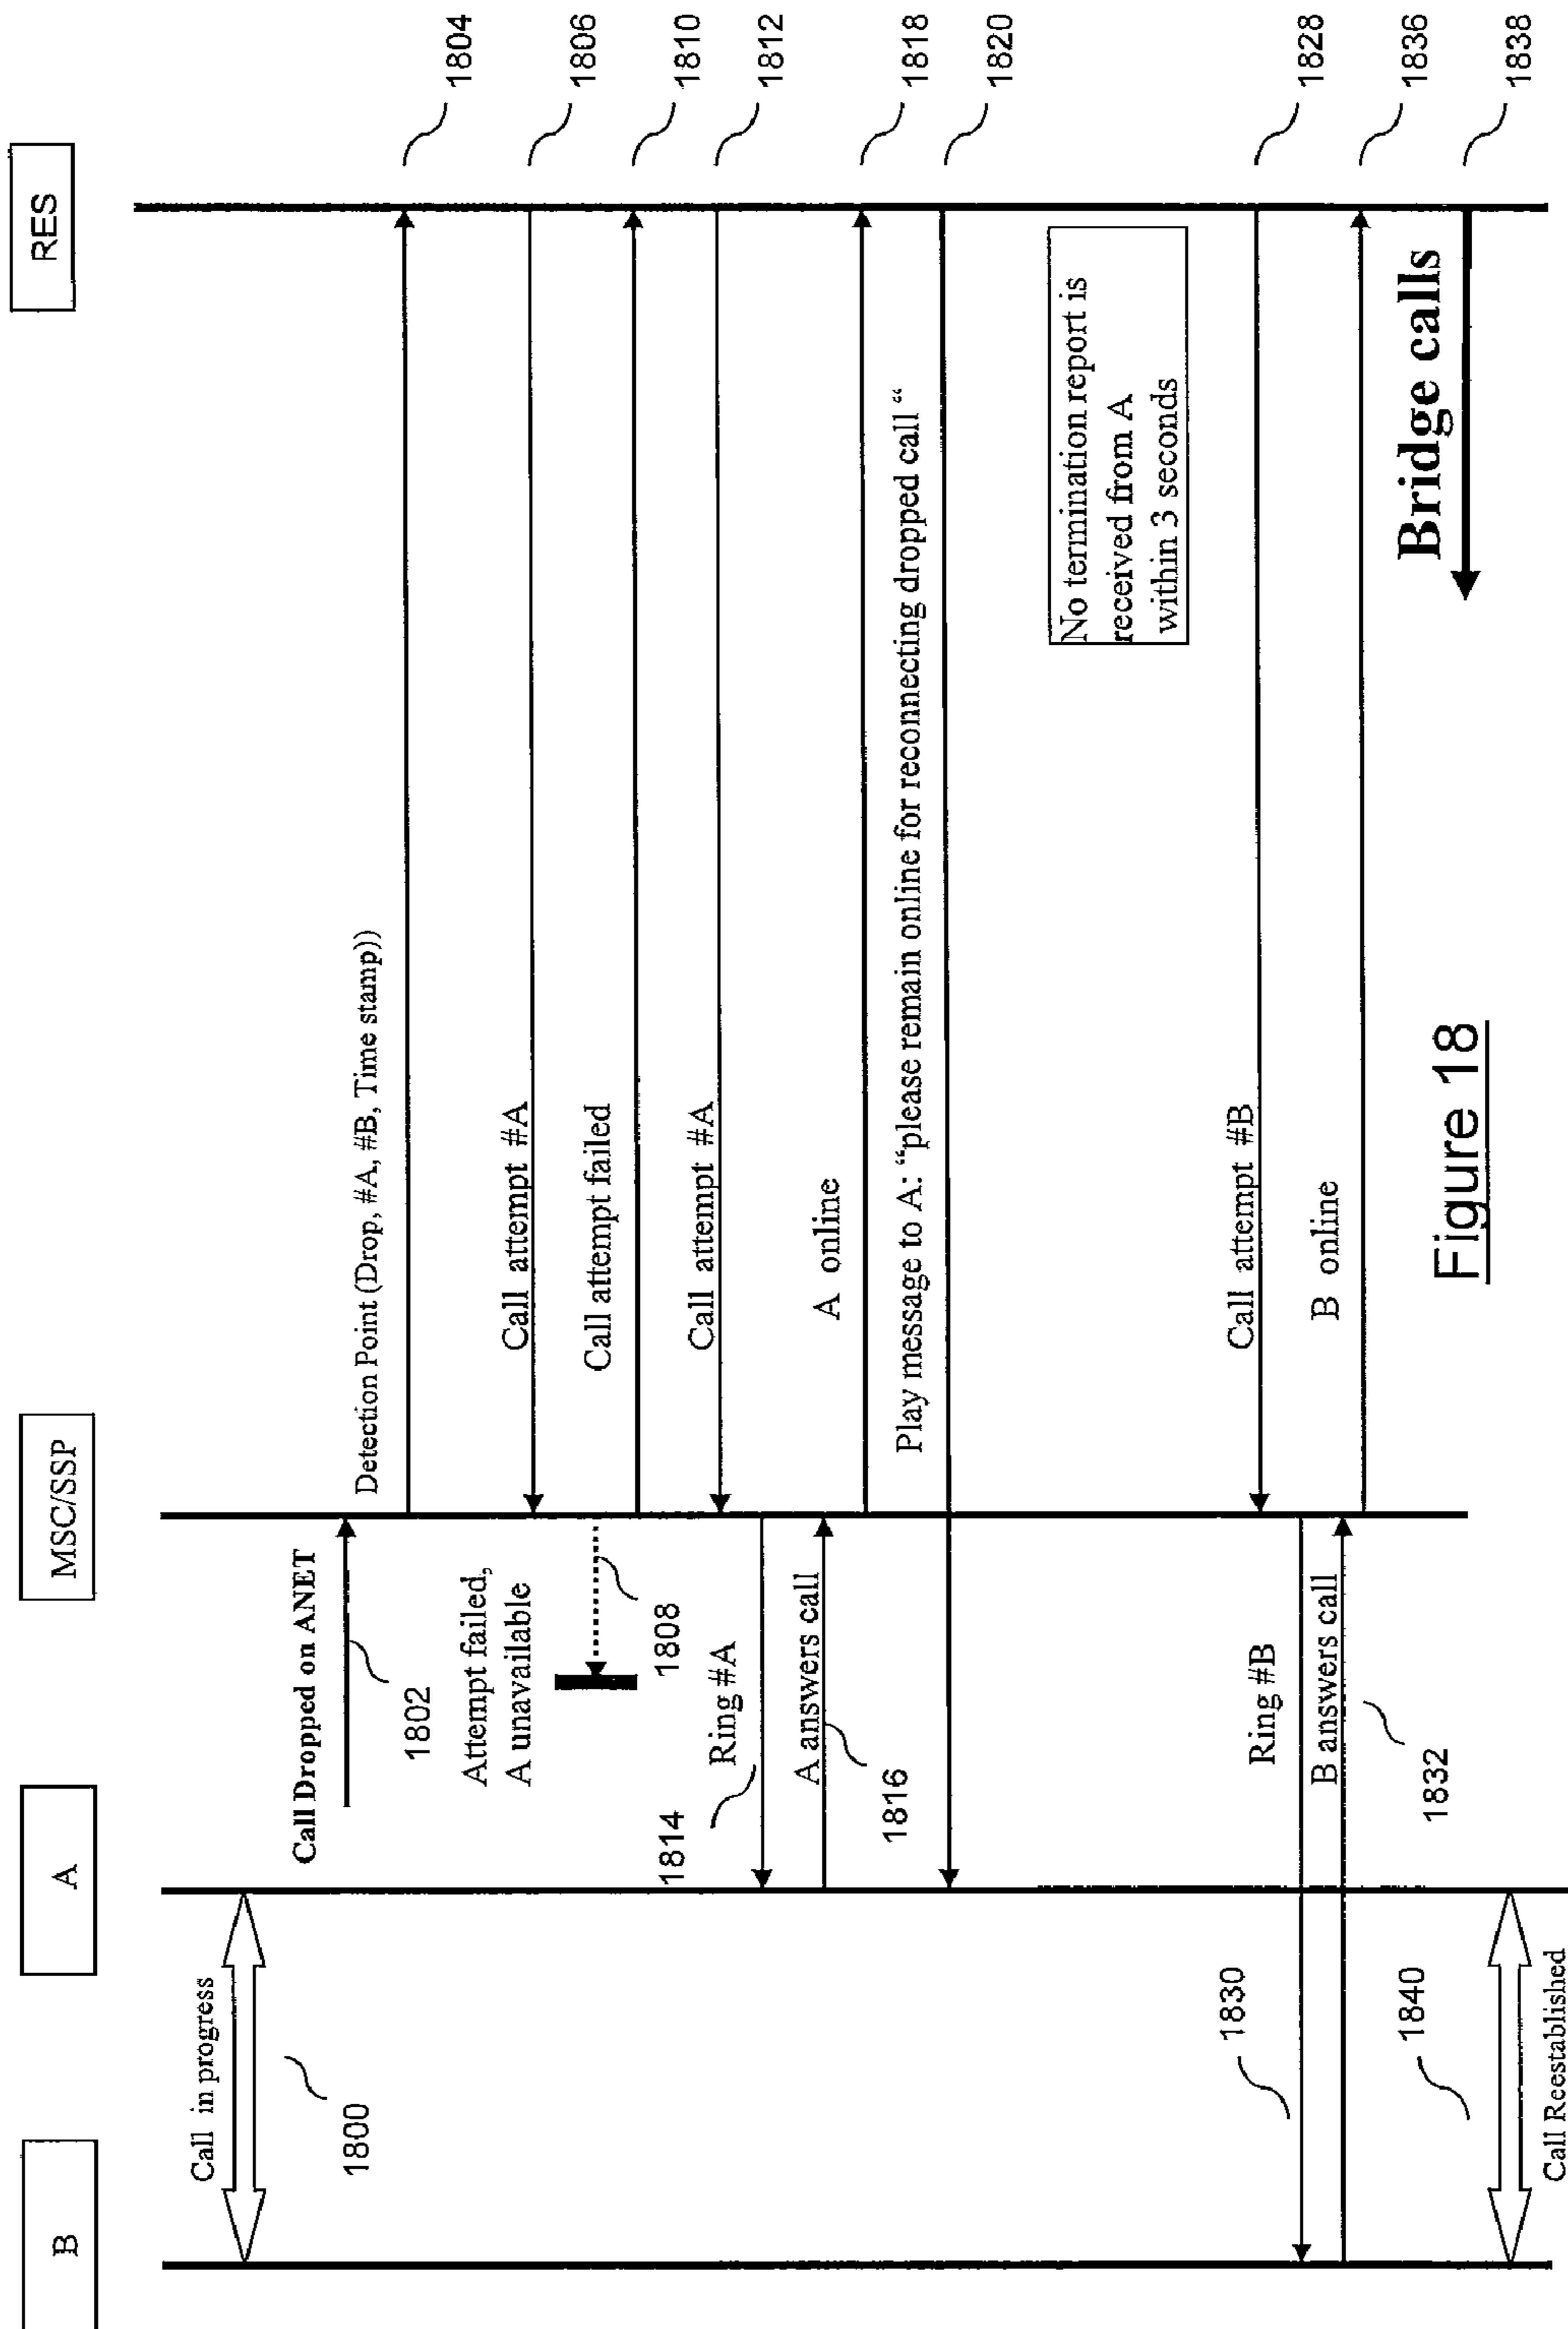 B
A
MSC/SSP
RES
Call in progress
1800
Call Dropped on ANET
1802
Detection Point (Drop, #A, #B, Time stamp))
1804
Call attempt #A
1806
Attempt failed,
A unavailable
1808
Call attempt failed
1810
Call attempt #A
1812
1814
Ring #A
A answers call
1816
A online
1818
Play message to A: “please remain online for reconnecting dropped call “
1820
No termination report is
received from A
within 3 seconds
Call attempt #B
1828
1830
Ring #B
B answers call
1832
B online
1836
Bridge calls
1838
1840
Call Reestablished
Figure 18